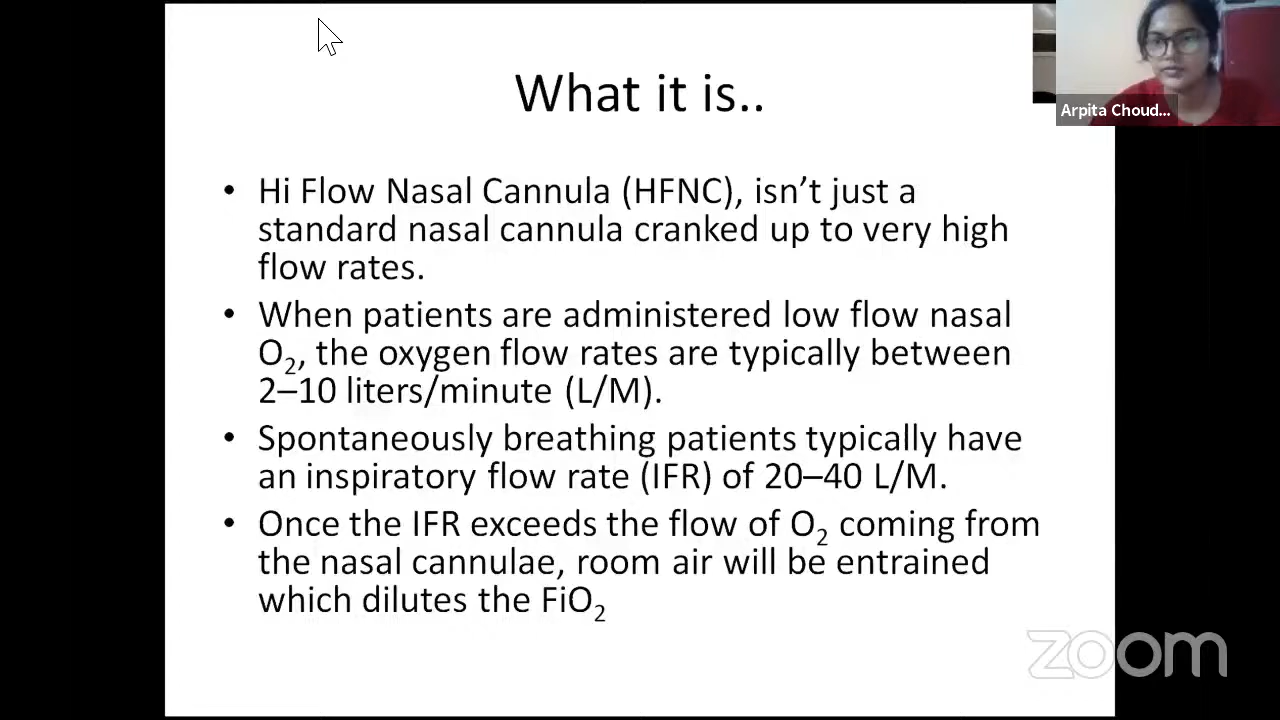 What it is..
Arpita Choud...
• Hi Flow Nasal Cannula (HFNC), isn’t just a
standard nasal cannula cranked up to very high
flow rates.
• When patients are administered low flow nasal
O₂, the oxygen flow rates are typically between
2–10 liters/minute (L/M).
• Spontaneously breathing patients typically have
an inspiratory flow rate (IFR) of 20–40 L/M.
• Once the IFR exceeds the flow of O₂ coming from
the nasal cannulae, room air will be entrained
which dilutes the FiO₂
zoom